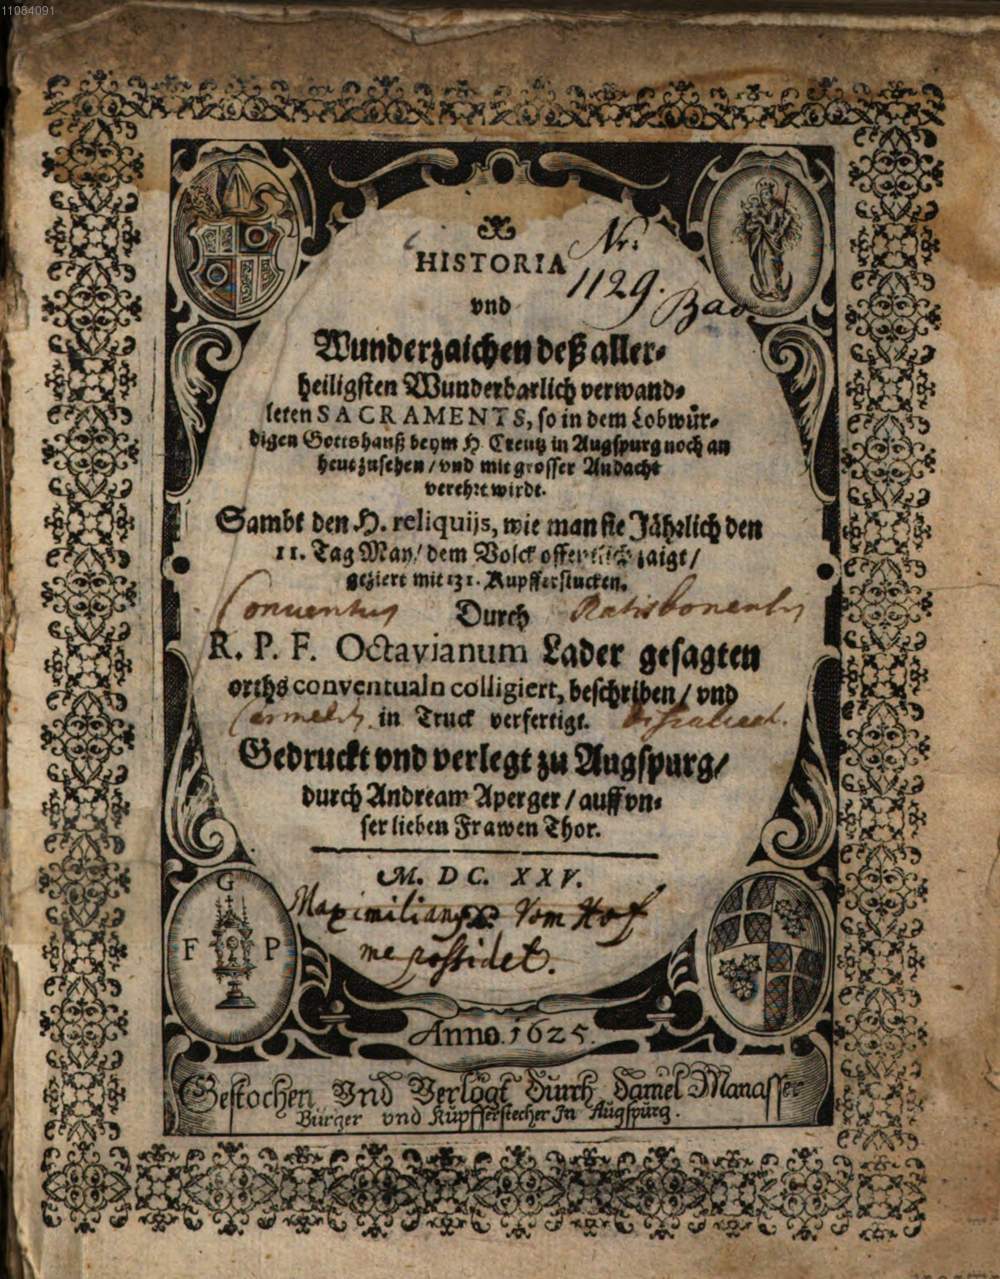 11084091
HISTORIA
Nr:
1129.
vnd
Wunderzaichen deß aller-
heiligsten Wunderbarlich verwand-
leten SACRAMENTS, so in dem Lobwür-
digen Gottshauß beym H. Creutz in Augspurg noch an
heut zusehen / vnd mit grosser Andacht
verehrt wirdt.
Sambt den H. reliquijs, wie man sie Jährlich den
11. Tag May / dem Volck offentlich zaigt /
geziert mit 131. Kupfferstucken.
Conventus Durch Ratisbonensis
R. P. F. Octavianum Lader gesagten
orths conventualn colligiert, beschriben / vnd
Carmelit. in Truck verfertigt. discalceat.
Gedruckt vnd verlegt zu Augspurg /
durch Andream Aperger / auff vn-
ser lieben Frawen Thor.
M. DC. XXV.
Maximilianus Vom Hof
me possidet.
G
F P
Anno. 1625.
Gestochen Vnd Verlögt Durch Daniel Manasser
Bürger vnd Kupfferstecher In Augspurg.